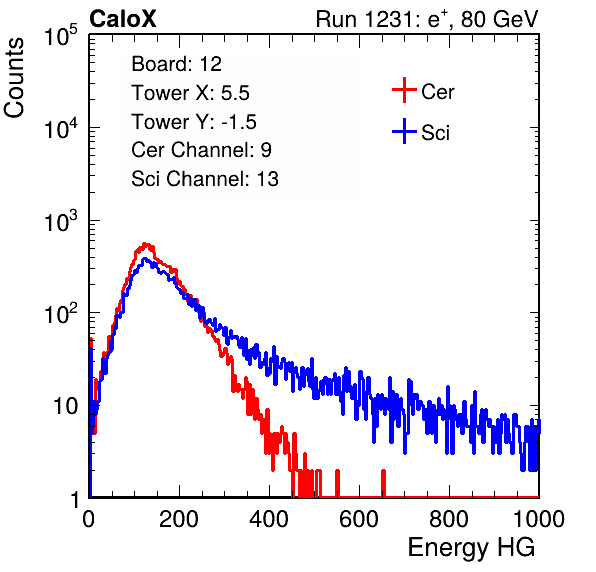 CaloX Run 1231: e⁺, 80 GeV
Counts
Board: 12
Tower X: 5.5
Tower Y: -1.5
Cer Channel: 9
Sci Channel: 13
Cer
Sci
10⁵
10⁴
10³
10²
10
1
0 200 400 600 800 1000
Energy HG